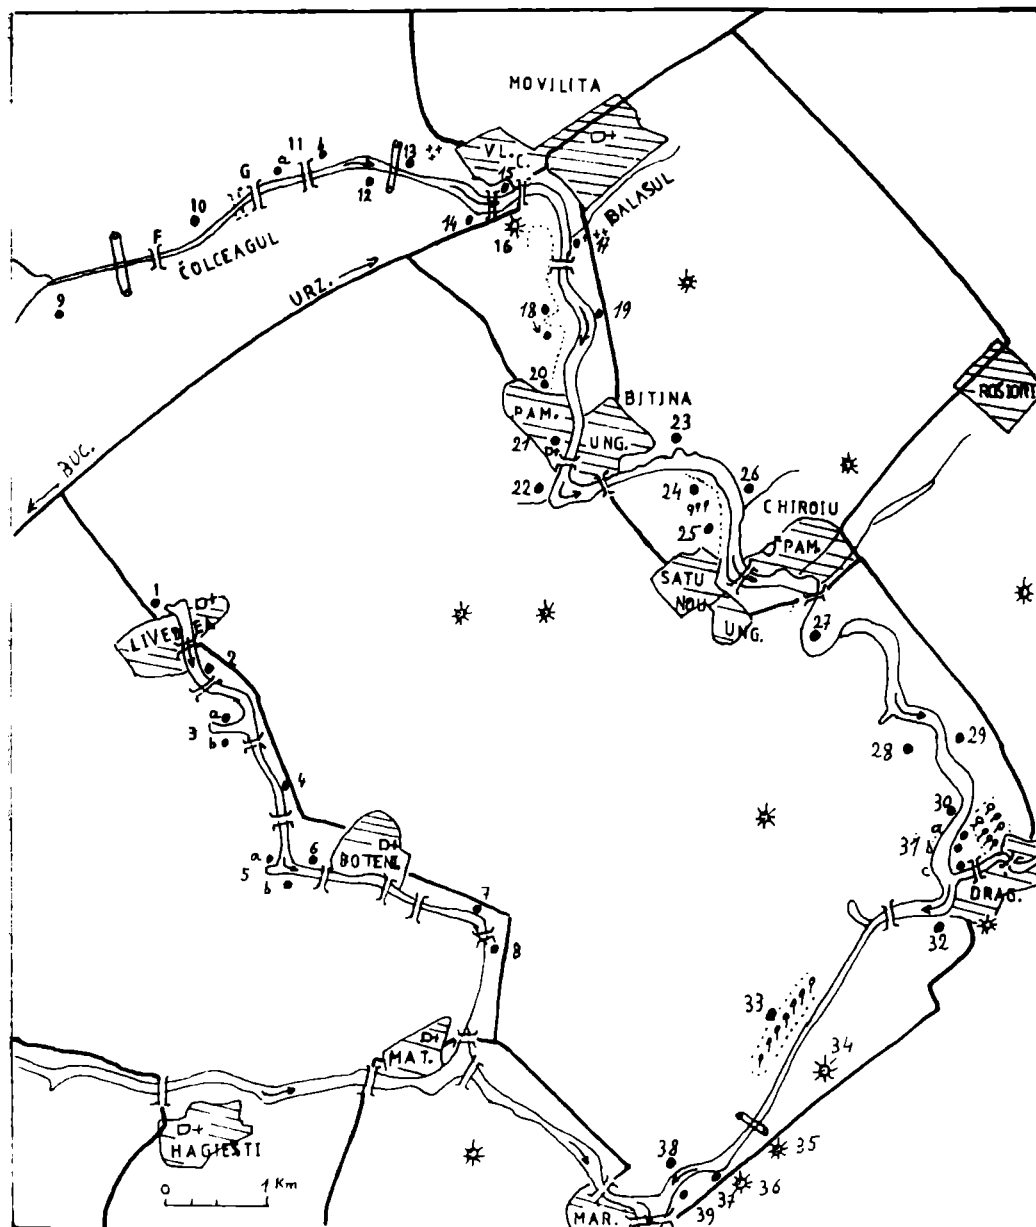 MOVILITA
VL.C.
BALASUL
COLCEAGUL
URZ.
BUC.
9
F
10
G
a
11
b
12
13
14
15
16
17
18
19
20
BITINA
PAM.
UNG.
21
22
23
24
25
26
ROSIORI
CHIROIU
PAM.
SATU
NOU
UNG.
27
1
LIVEDEA
2
3
a
b
4
5
a
b
6
BOTENI
7
8
28
29
30
31
a
b
c
DRAG.
32
33
34
35
36
37
38
39
MAT.
HAGIESTI
0 1 Km
MAR.